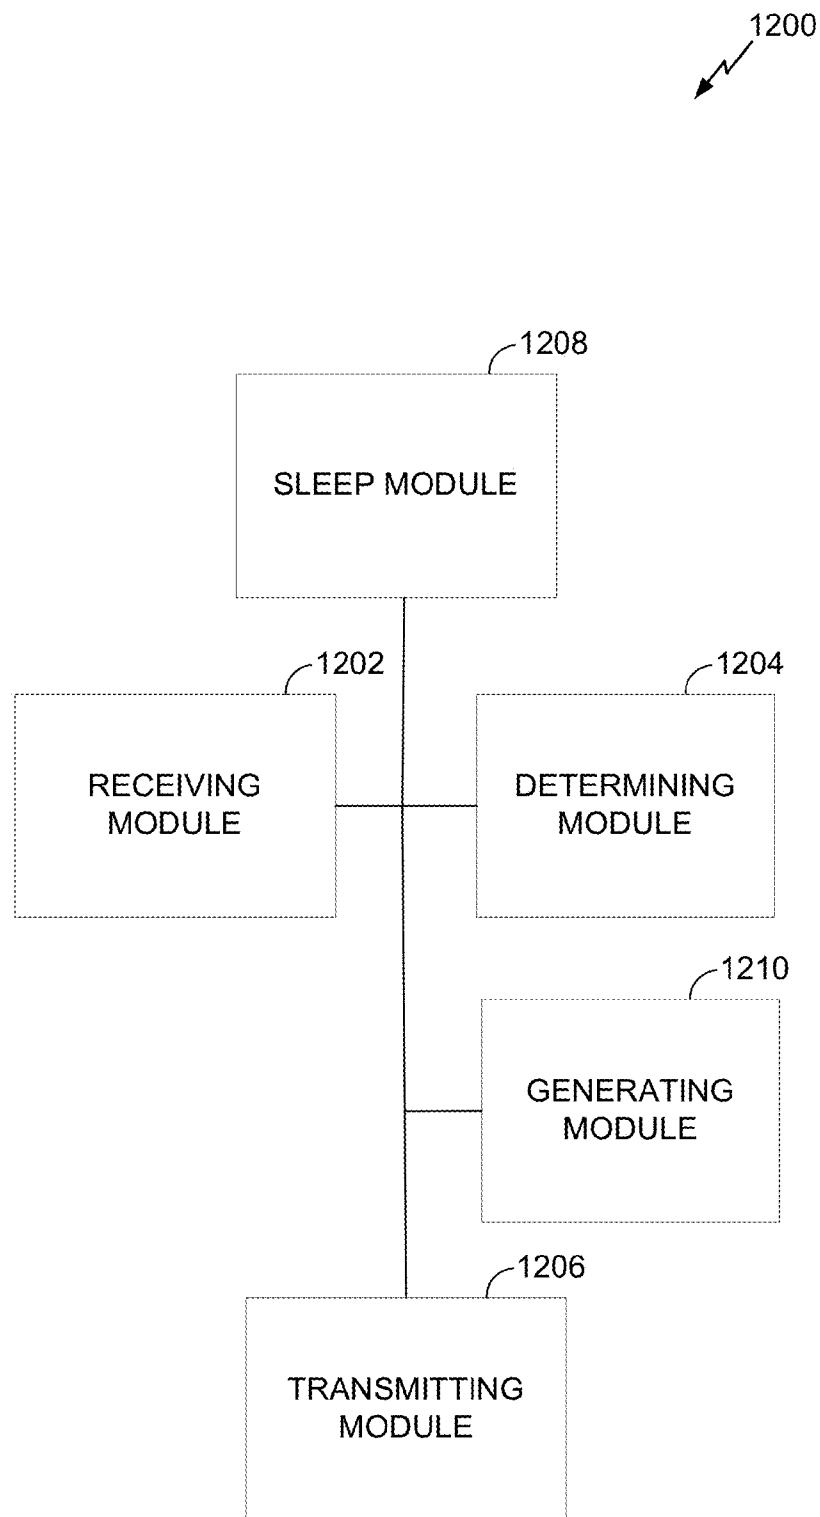 1200
1208
SLEEP MODULE
1202
RECEIVING
MODULE
1204
DETERMINING
MODULE
1210
GENERATING
MODULE
1206
TRANSMITTING
MODULE